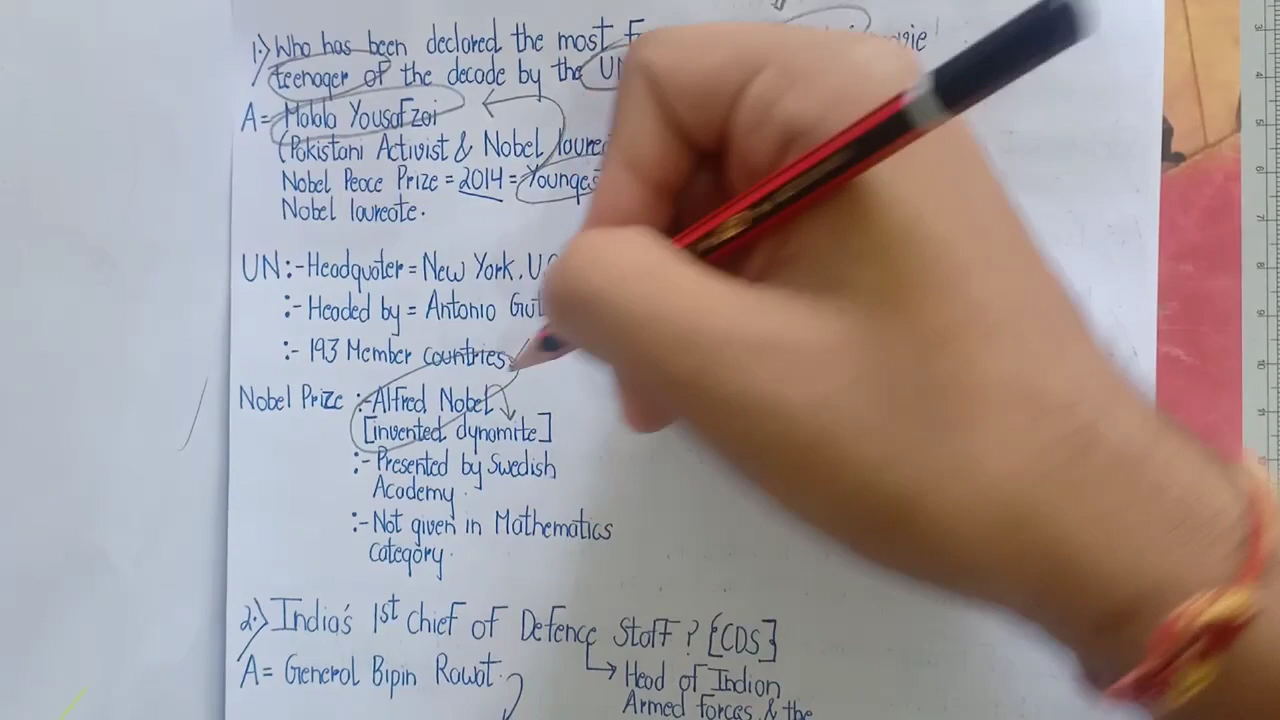 1.) Who has been declared the most
teenager of the decade by the UN
A= Malala Yousafzai
(Pakistani Activist & Nobel
Nobel Peace Prize = 2014 =
Nobel laureate.
UN :- Headquater = New York,
:- Headed by = Antonio
:- 193 Member countries
Nobel Prize :- Alfred Nobel
[invented dynamite]
:- Presented by Swedish
Academy.
:- Not given in Mathematics
category.
2.) India's 1st chief of Defence Staff? [CDS]
A= General Bipin Rawat.
Head of Indian
Armed forces & the